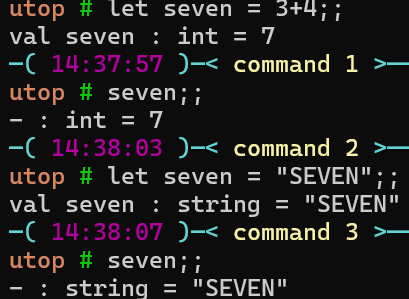 utop # let seven = 3+4;;
val seven : int = 7
─( 14:37:57 )─< command 1 >─
utop # seven;;
- : int = 7
─( 14:38:03 )─< command 2 >─
utop # let seven = "SEVEN";;
val seven : string = "SEVEN"
─( 14:38:07 )─< command 3 >─
utop # seven;;
- : string = "SEVEN"